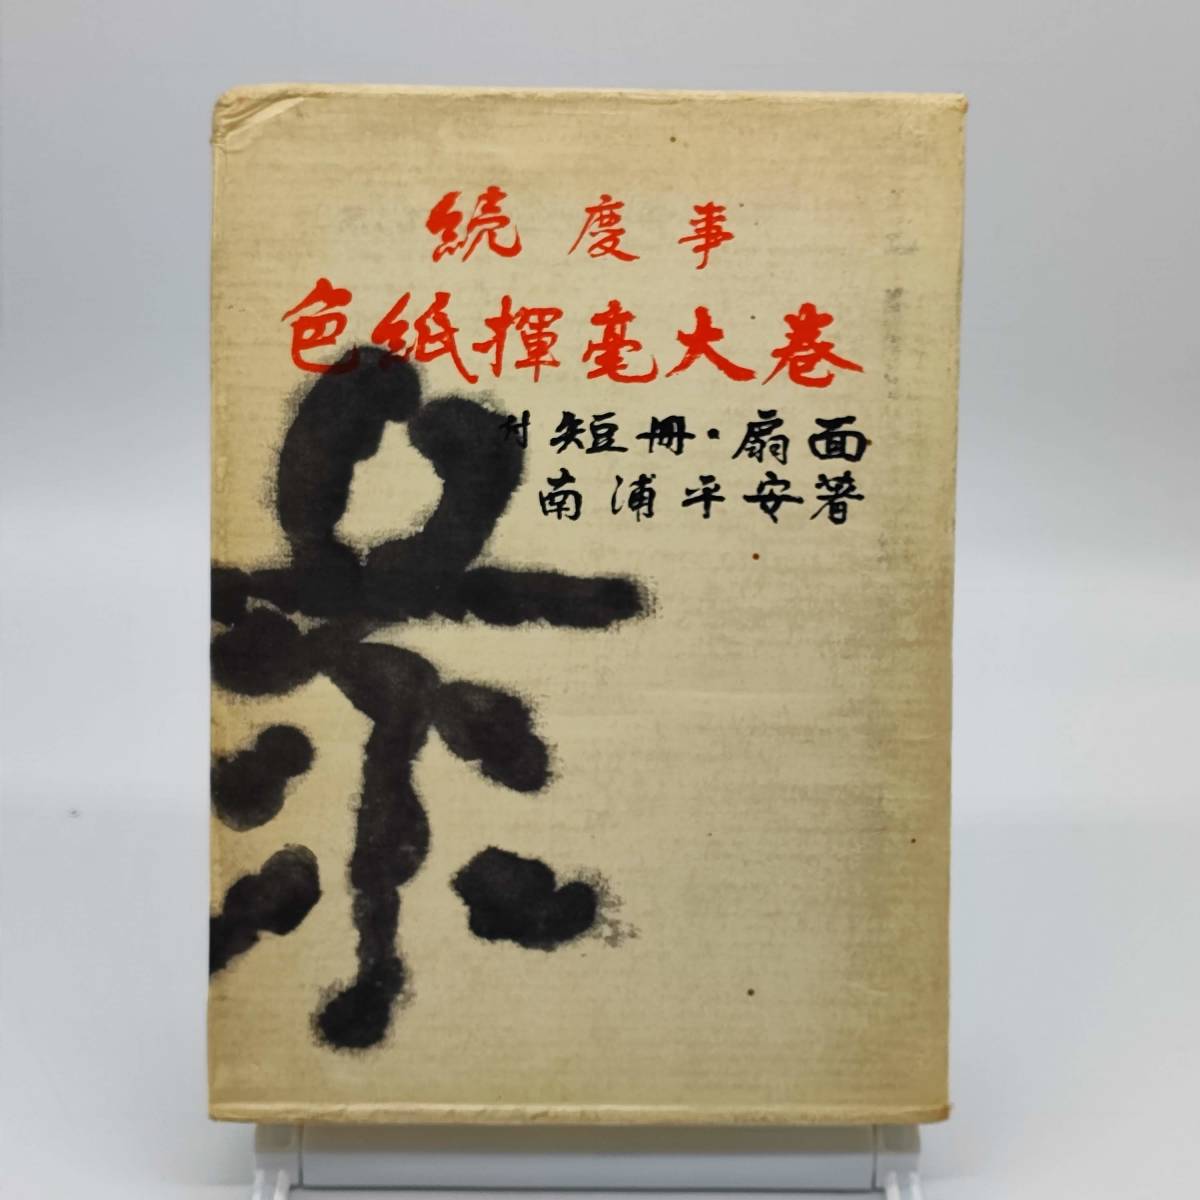 続慶事
色紙揮毫大巻
付短冊・扇面
南浦平安著